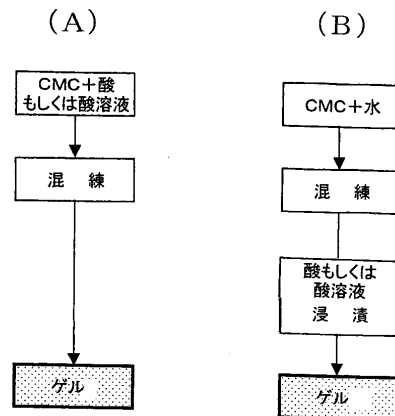 (A)
CMC+酸
もしくは酸溶液
混 練
ゲル
(B)
CMC+水
混 練
酸もしくは
酸溶液
浸 漬
ゲル